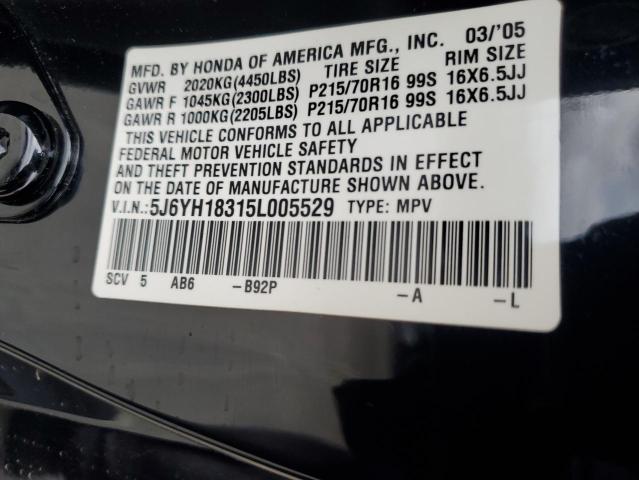 MFD. BY HONDA OF AMERICA MFG., INC. 03/'05
GVWR 2020KG(4450LBS) TIRE SIZE RIM SIZE
GAWR F 1045KG(2300LBS) P215/70R16 99S 16X6.5JJ
GAWR R 1000KG(2205LBS) P215/70R16 99S 16X6.5JJ
THIS VEHICLE CONFORMS TO ALL APPLICABLE
FEDERAL MOTOR VEHICLE SAFETY
AND THEFT PREVENTION STANDARDS IN EFFECT
ON THE DATE OF MANUFACTURE SHOWN ABOVE.
V.I.N.:5J6YH18315L005529 TYPE: MPV
SCV 5 AB6 -B92P -A -L